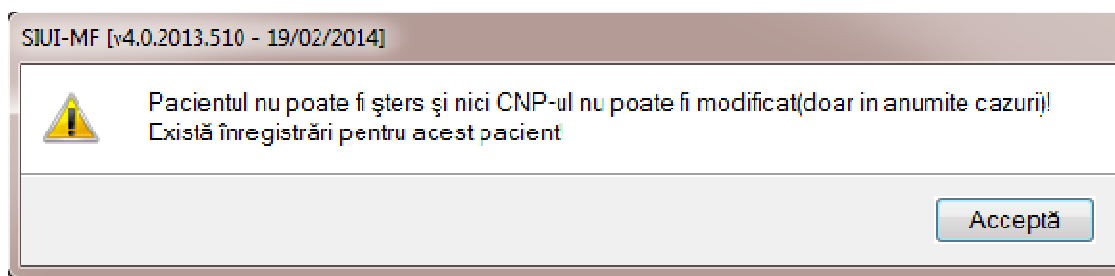 SIUI-MF [v4.0.2013.510 - 19/02/2014]
Pacientul nu poate fi şters şi nici CNP-ul nu poate fi modificat(doar in anumite cazuri)!
Există înregistrări pentru acest pacient!
Acceptă